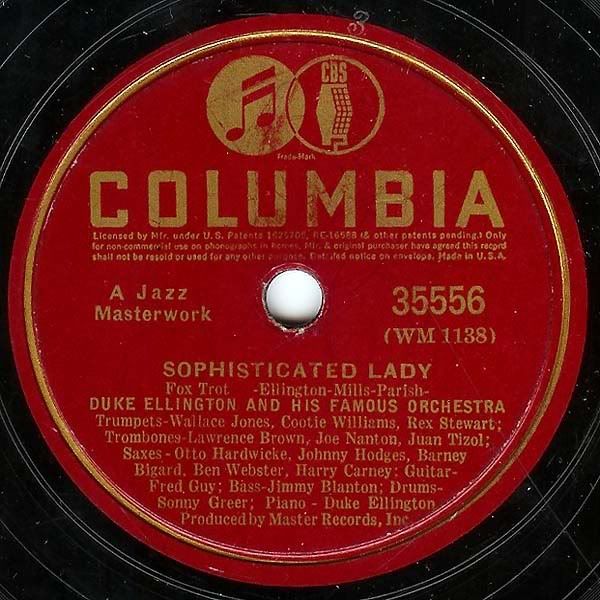 CBS
Trade-Mark
COLUMBIA
Licensed by Mfr. under U.S. Patents 1625705, RC-16588 (& other patents pending.) Only
for non-commercial use on phonographs in homes. Mfr. & original purchaser have agreed this record
shall not be resold or used for any other purpose. Detailed notice on envelope. Made in U.S.A.
A Jazz
Masterwork
35556
(WM 1138)
SOPHISTICATED LADY
Fox Trot -Ellington-Mills-Parish-
DUKE ELLINGTON AND HIS FAMOUS ORCHESTRA
Trumpets-Wallace Jones, Cootie Williams, Rex Stewart;
Trombones-Lawrence Brown, Joe Nanton, Juan Tizol;
Saxes-Otto Hardwicke, Johnny Hodges, Barney
Bigard, Ben Webster, Harry Carney; Guitar-
Fred Guy; Bass-Jimmy Blanton; Drums-
Sonny Greer; Piano - Duke Ellington
Produced by Master Records, Inc.